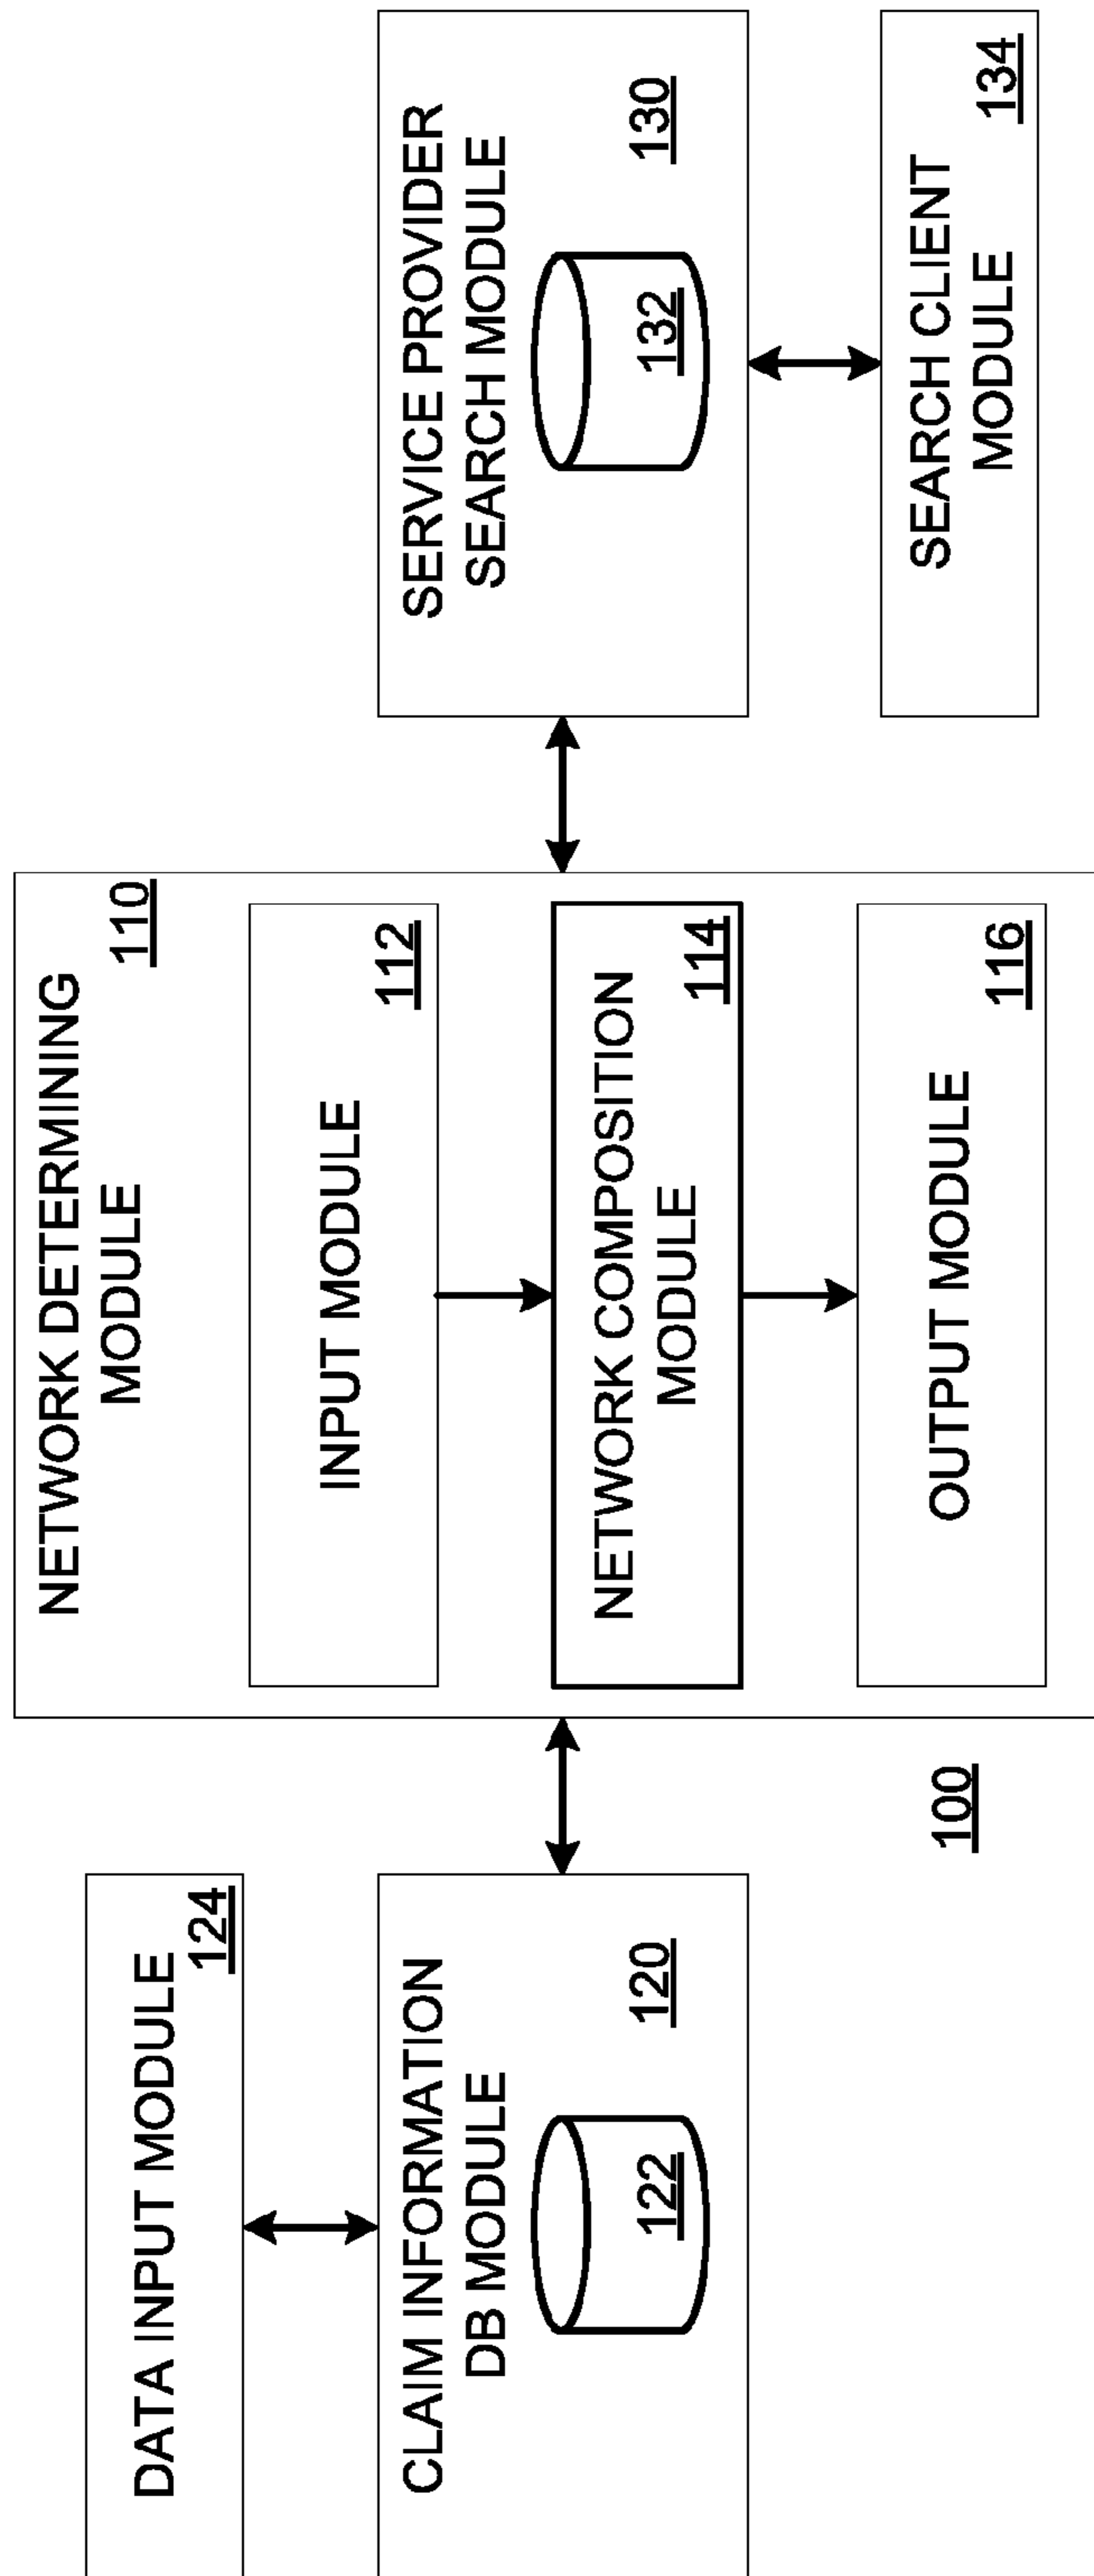 DATA INPUT MODULE
124
CLAIM INFORMATION
DB MODULE
120
122
100
NETWORK DETERMINING
MODULE
110
INPUT MODULE
112
NETWORK COMPOSITION
MODULE
114
OUTPUT MODULE
116
SERVICE PROVIDER
SEARCH MODULE
130
132
SEARCH CLIENT
MODULE
134